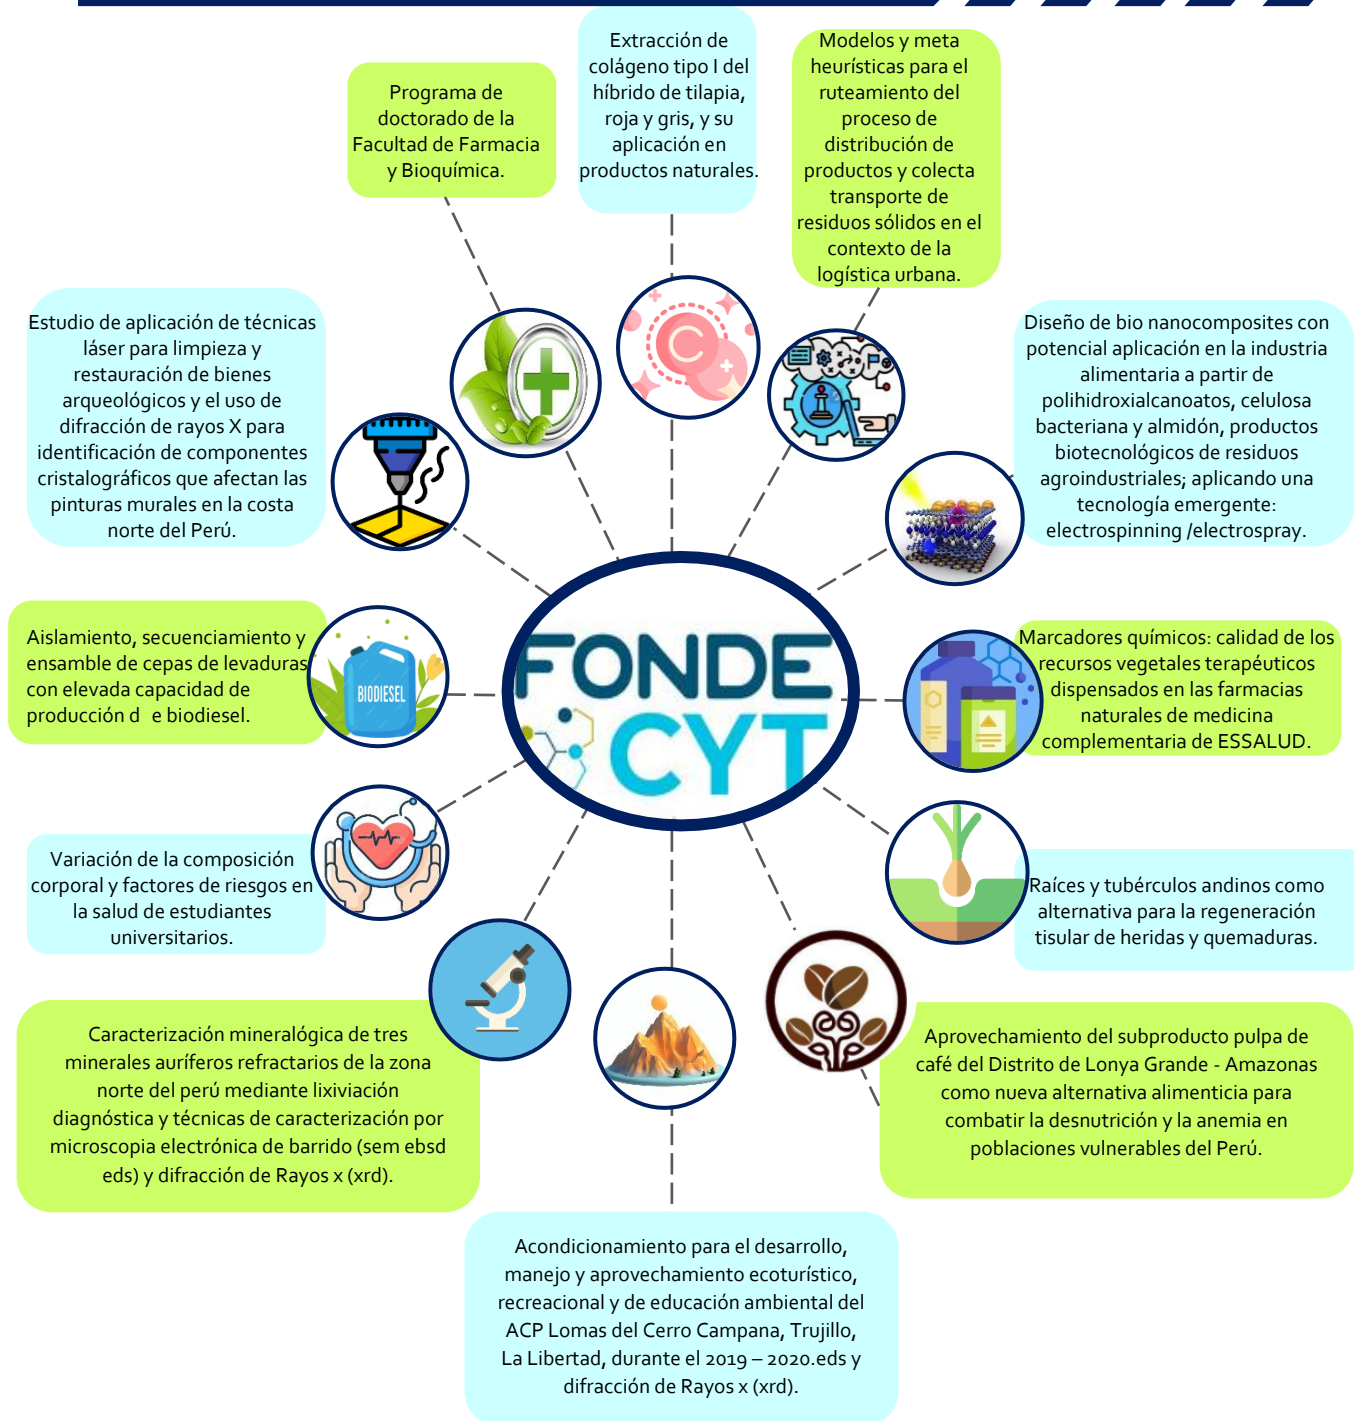 Programa de
doctorado de la
Facultad de Farmacia
y Bioquímica.
Extracción de
colágeno tipo I del
híbrido de tilapia,
roja y gris, y su
aplicación en
productos naturales.
Modelos y meta
heurísticas para el
ruteamiento del
proceso de
distribución de
productos y colecta
transporte de
residuos sólidos en el
contexto de la
logística urbana.
Estudio de aplicación de técnicas
láser para limpieza y
restauración de bienes
arqueológicos y el uso de
difracción de rayos X para
identificación de componentes
cristalográficos que afectan las
pinturas murales en la costa
norte del Perú.
C
Diseño de bio nanocomposites con
potencial aplicación en la industria
alimentaria a partir de
polihidroxialcanoatos, celulosa
bacteriana y almidón, productos
biotecnológicos de residuos
agroindustriales; aplicando una
tecnología emergente:
electrospinning /electrospray.
Aislamiento, secuenciamiento y
ensamble de cepas de levaduras
con elevada capacidad de
producción d e biodiesel.
BIODIESEL
FONDE
CYT
Marcadores químicos: calidad de los
recursos vegetales terapéuticos
dispensados en las farmacias
naturales de medicina
complementaria de ESSALUD.
Variación de la composición
corporal y factores de riesgos en
la salud de estudiantes
universitarios.
Raíces y tubérculos andinos como
alternativa para la regeneración
tisular de heridas y quemaduras.
Caracterización mineralógica de tres
minerales auríferos refractarios de la zona
norte del perú mediante lixiviación
diagnóstica y técnicas de caracterización por
microscopia electrónica de barrido (sem ebsd
eds) y difracción de Rayos x (xrd).
Aprovechamiento del subproducto pulpa de
café del Distrito de Lonya Grande - Amazonas
como nueva alternativa alimenticia para
combatir la desnutrición y la anemia en
poblaciones vulnerables del Perú.
Acondicionamiento para el desarrollo,
manejo y aprovechamiento ecoturístico,
recreacional y de educación ambiental del
ACP Lomas del Cerro Campana, Trujillo,
La Libertad, durante el 2019 – 2020.eds y
difracción de Rayos x (xrd).